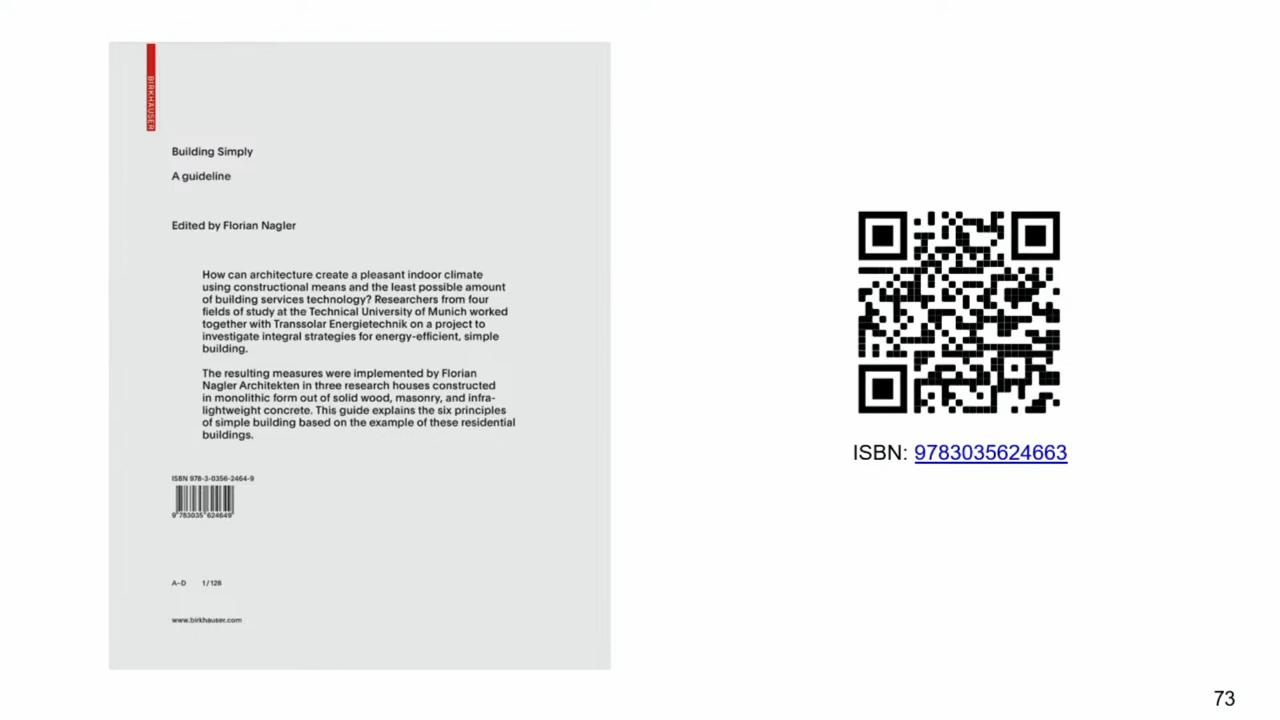 BIRKHAUSER
Building Simply
A guideline
Edited by Florian Nagler
How can architecture create a pleasant indoor climate
using constructional means and the least possible amount
of building services technology? Researchers from four
fields of study at the Technical University of Munich worked
together with Transsolar Energietechnik on a project to
investigate integral strategies for energy-efficient, simple
building.
The resulting measures were implemented by Florian
Nagler Architekten in three research houses constructed
in monolithic form out of solid wood, masonry, and infra-
lightweight concrete. This guide explains the six principles
of simple building based on the example of these residential
buildings.
ISBN 978-3-0356-2464-9
9 783035 624649
A–D 1/128
www.birkhauser.com
ISBN: 9783035624663
73